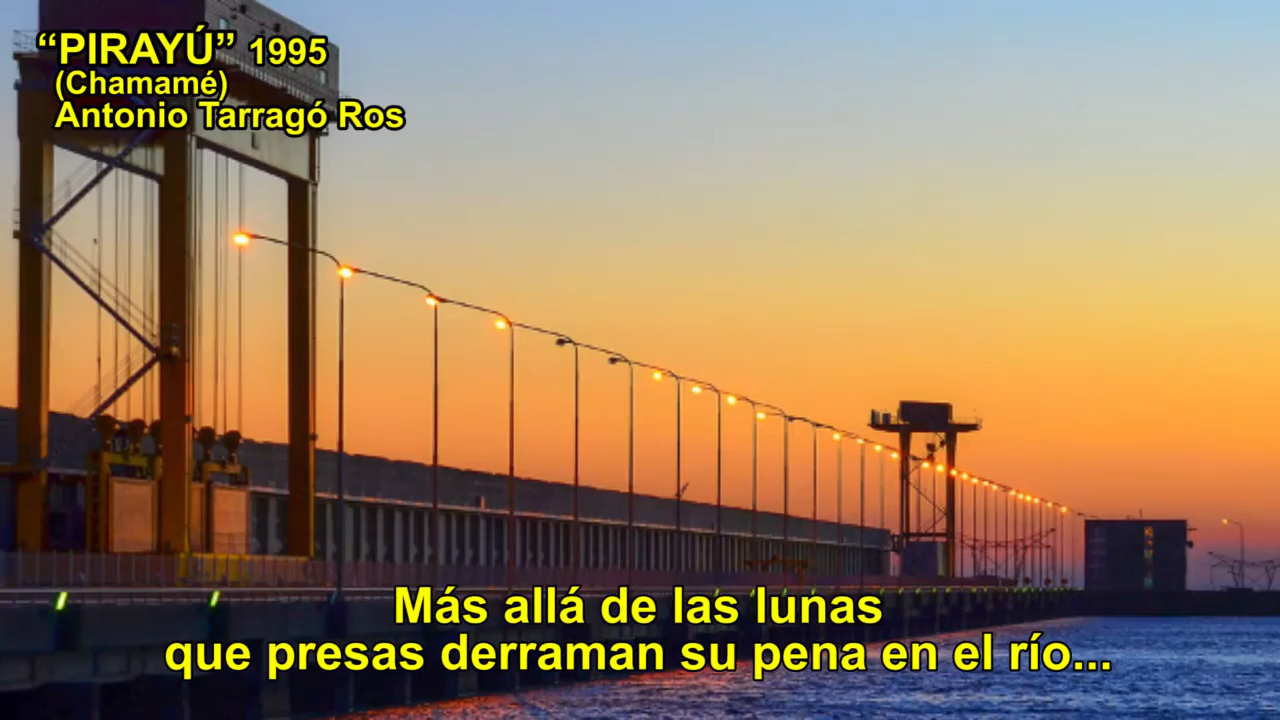 “PIRAYÚ” 1995
(Chamamé)
Antonio Tarragó Ros
Más allá de las lunas
que presas derraman su pena en el río...